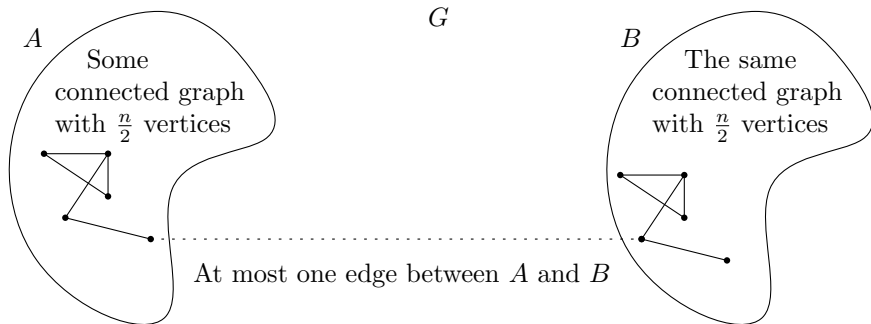 G
A
Some
connected graph
with n/2 vertices
B
The same
connected graph
with n/2 vertices
At most one edge between A and B